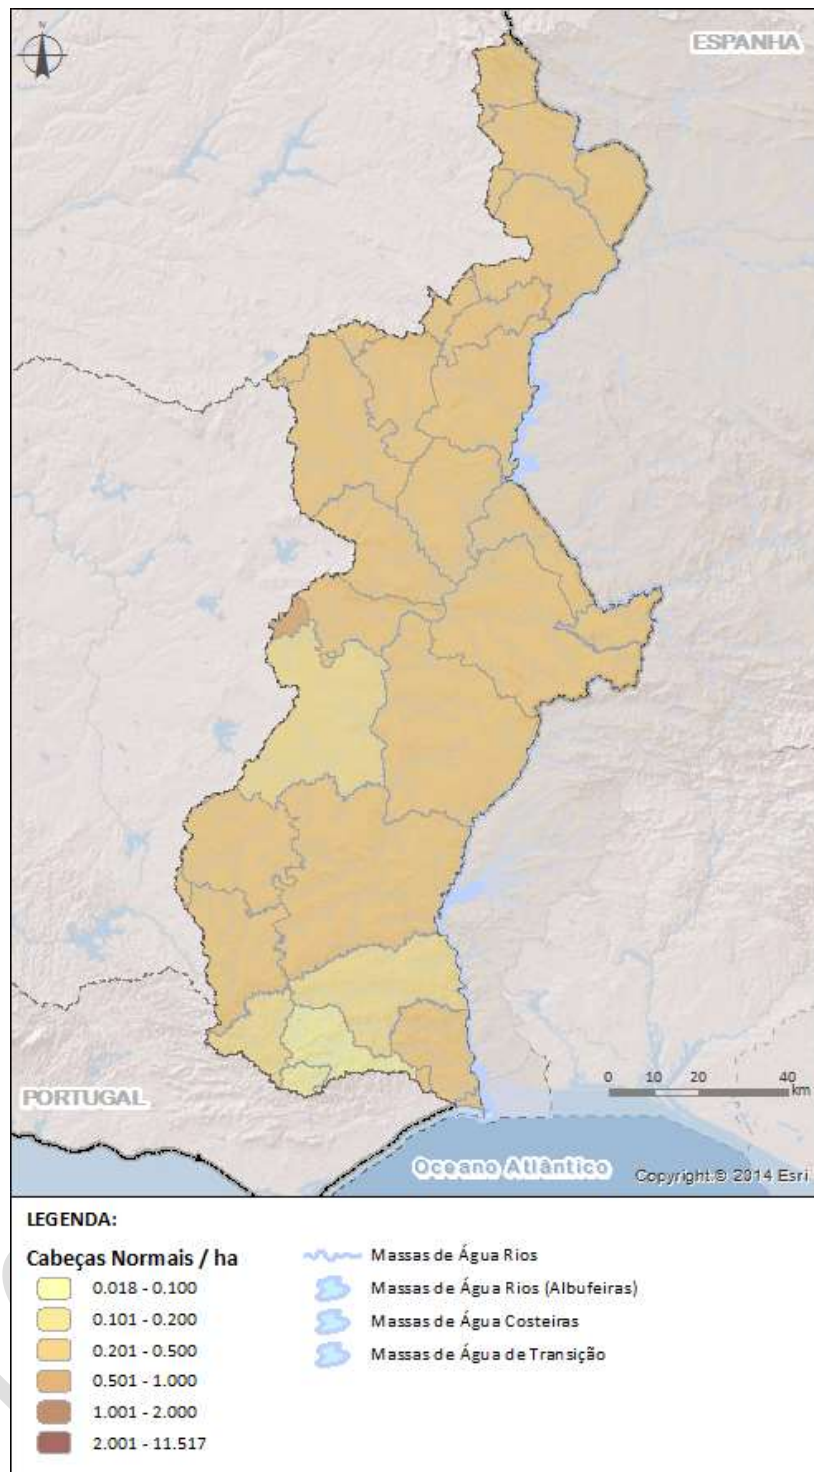 N
ESPANHA
PORTUGAL
0 10 20 40
km
Oceano Atlântico
Copyright:© 2014 Esri
LEGENDA:
Cabeças Normais / ha
0.018 - 0.100
0.101 - 0.200
0.201 - 0.500
0.501 - 1.000
1.001 - 2.000
2.001 - 11.517
Massas de Água Rios
Massas de Água Rios (Albufeiras)
Massas de Água Costeiras
Massas de Água de Transição